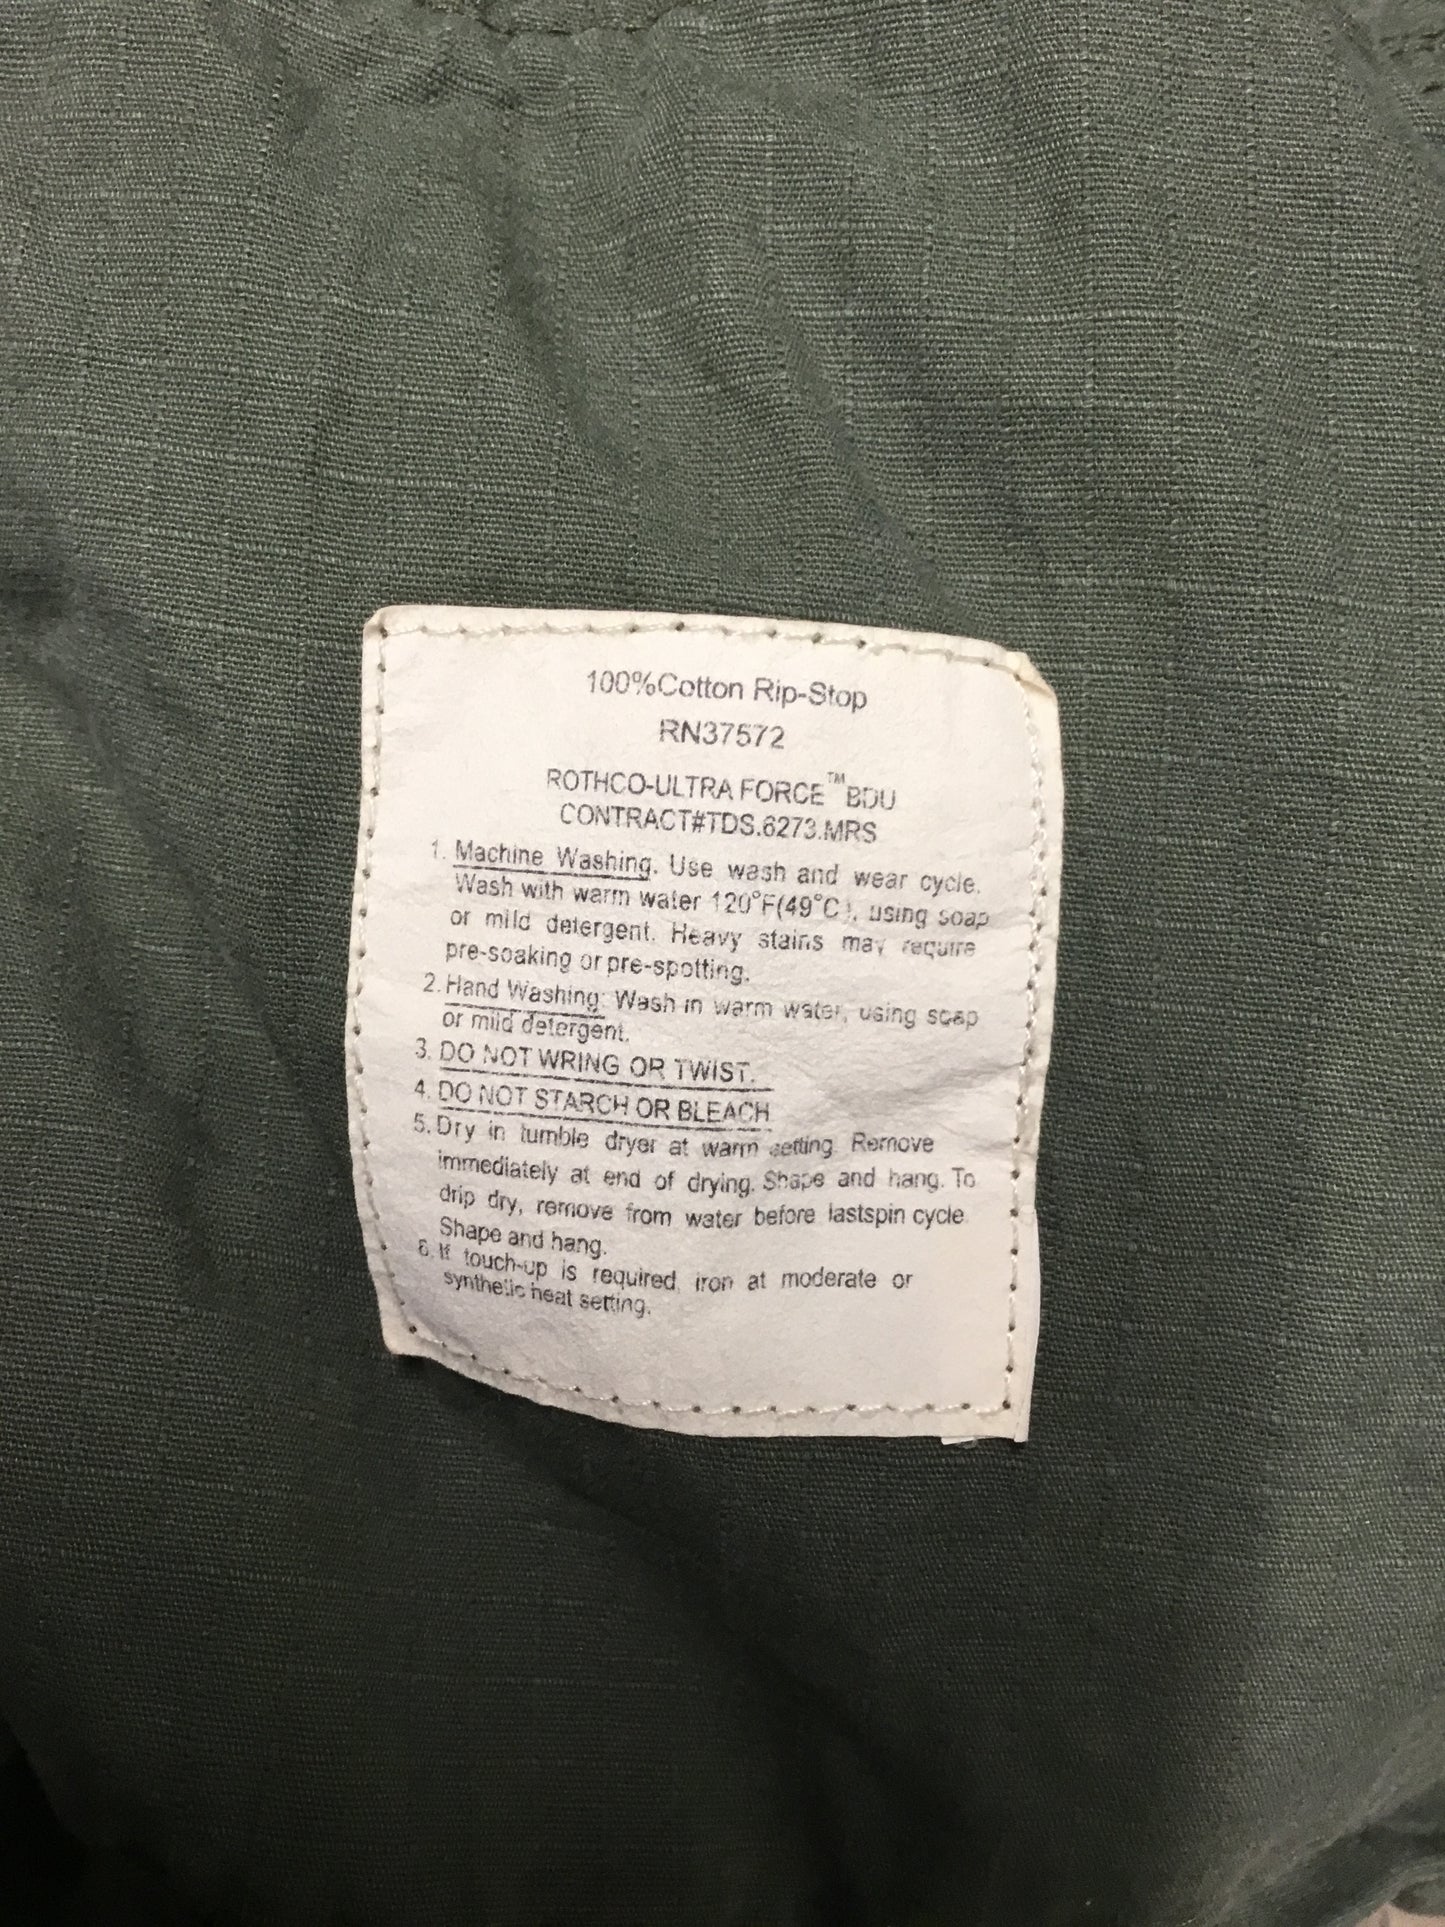 100%Cotton Rip-Stop
RN37572
ROTHCO-ULTRA FORCE™BDU
CONTRACT#TDS.6273.MRS
1. Machine Washing. Use wash and wear cycle.
Wash with warm water 120°F(49°C), using soap
or mild detergent. Heavy stains may require
pre-soaking or pre-spotting.
2. Hand Washing: Wash in warm water, using soap
or mild detergent.
3. DO NOT WRING OR TWIST.
4. DO NOT STARCH OR BLEACH
5. Dry in tumble dryer at warm setting. Remove
immediately at end of drying. Shape and hang. To
drip dry, remove from water before lastspin cycle.
Shape and hang.
6. If touch-up is required, iron at moderate or
synthetic heat setting.